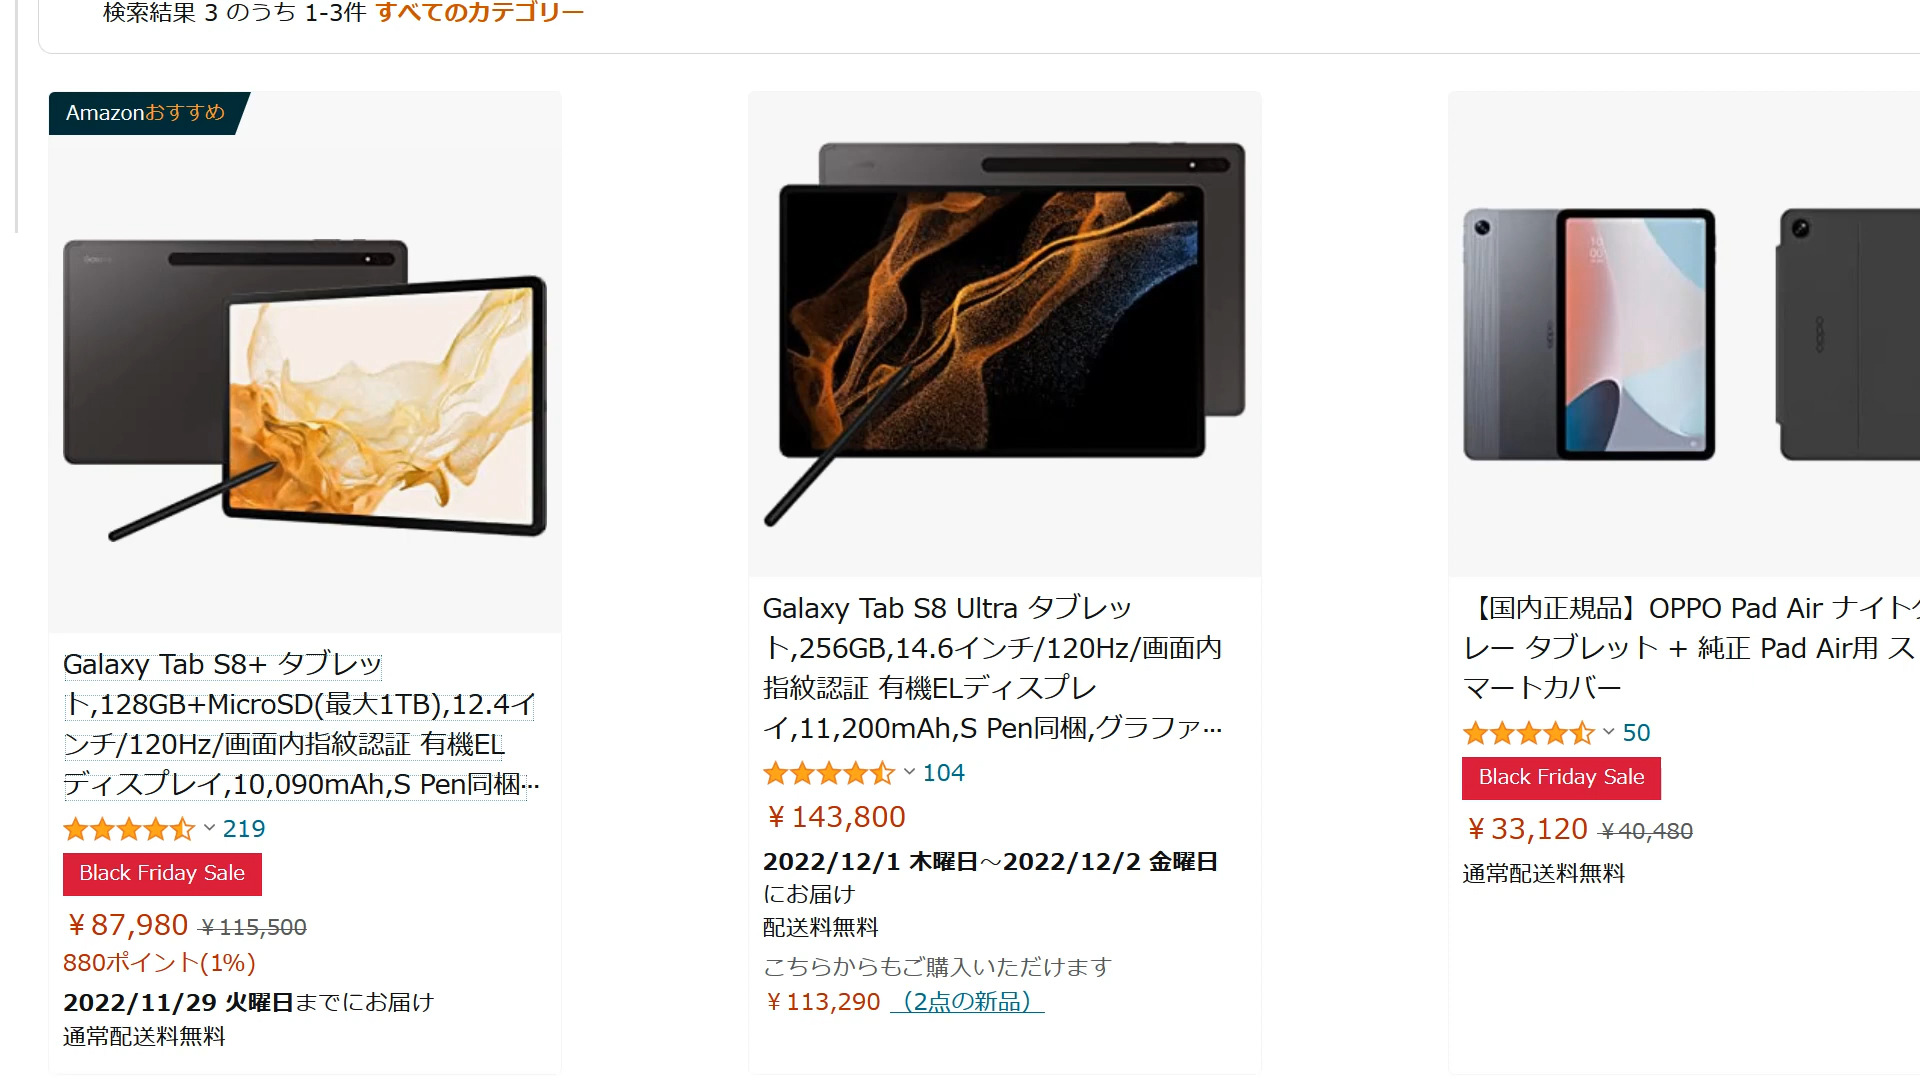 検索結果 3 のうち 1-3件 すべてのカテゴリー
Amazonおすすめ
Galaxy Tab S8+ タブレッ
ト,128GB+MicroSD(最大1TB),12.4イ
ンチ/120Hz/画面内指紋認証 有機EL
ディスプレイ,10,090mAh,S Pen同梱…
219
Black Friday Sale
￥87,980 ￥115,500
880ポイント(1%)
2022/11/29 火曜日までにお届け
通常配送料無料
Galaxy Tab S8 Ultra タブレッ
ト,256GB,14.6インチ/120Hz/画面内
指紋認証 有機ELディスプレ
イ,11,200mAh,S Pen同梱,グラファ…
104
￥143,800
2022/12/1 木曜日～2022/12/2 金曜日
にお届け
配送料無料
こちらからもご購入いただけます
￥113,290 （2点の新品）
oppo
oppo
【国内正規品】OPPO Pad Air ナイトグ
レー タブレット + 純正 Pad Air用 ス
マートカバー
50
Black Friday Sale
￥33,120 ￥40,480
通常配送料無料